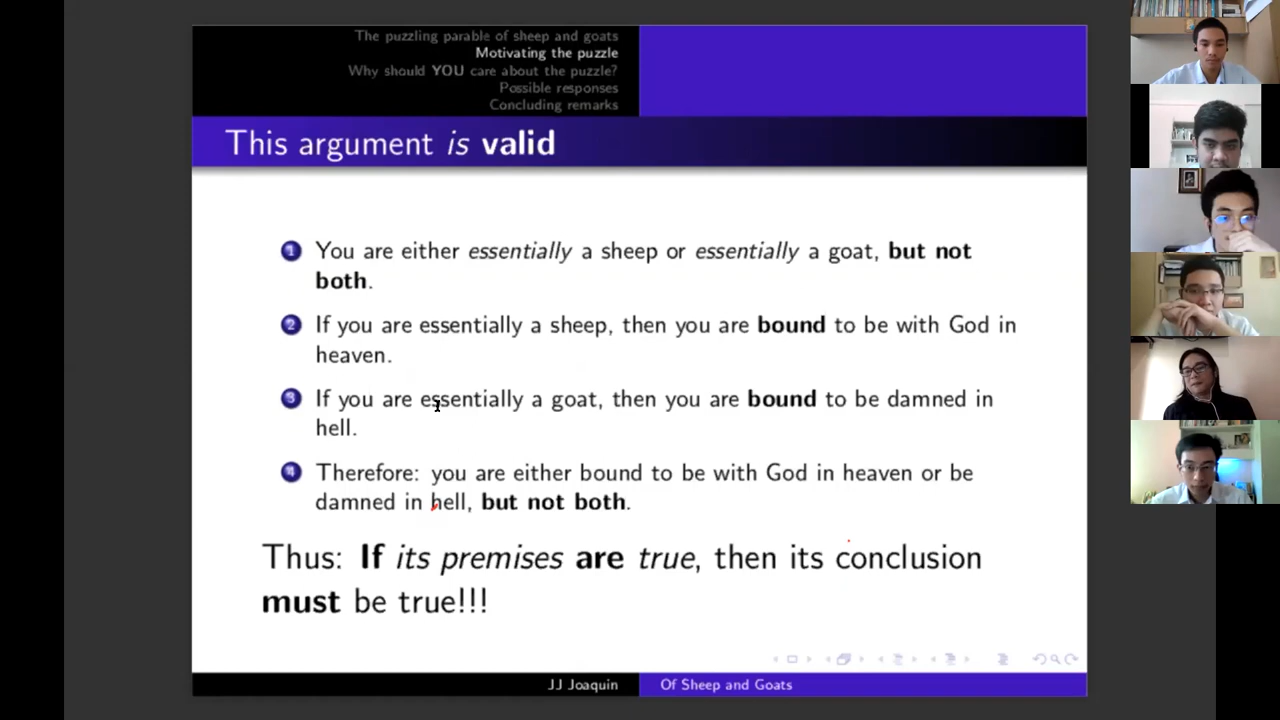 The puzzling parable of sheep and goats
Motivating the puzzle
Why should YOU care about the puzzle?
Possible responses
Concluding remarks
This argument is valid
1 You are either essentially a sheep or essentially a goat, but not
both.
2 If you are essentially a sheep, then you are bound to be with God in
heaven.
3 If you are essentially a goat, then you are bound to be damned in
hell.
4 Therefore: you are either bound to be with God in heaven or be
damned in hell, but not both.
Thus: If its premises are true, then its conclusion
must be true!!!
JJ Joaquin
Of Sheep and Goats